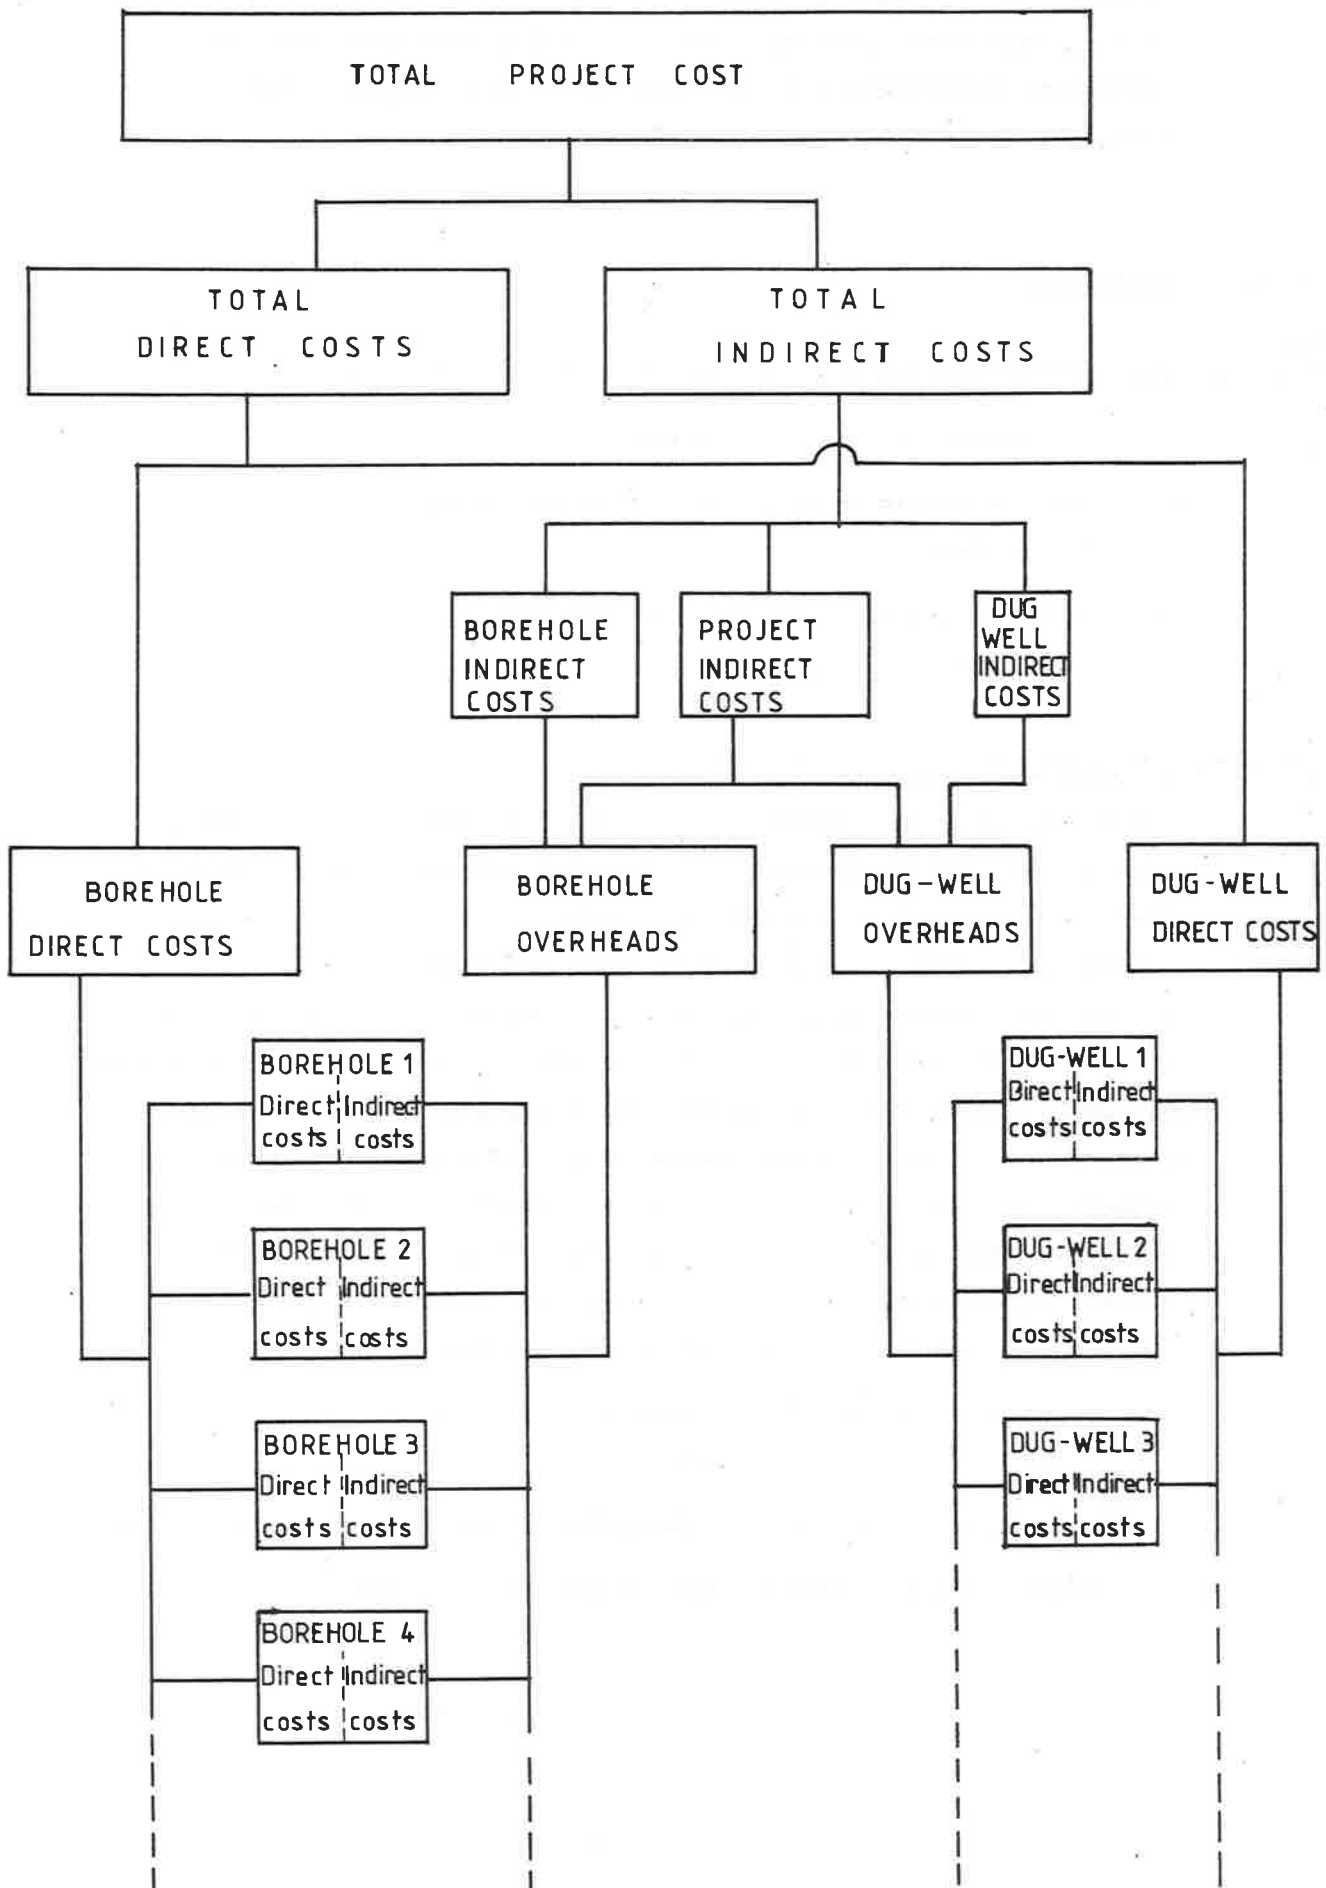 TOTAL PROJECT COST
TOTAL
DIRECT COSTS
TOTAL
INDIRECT COSTS
BOREHOLE
INDIRECT
COSTS
PROJECT
INDIRECT
COSTS
DUG
WELL
INDIRECT
COSTS
BOREHOLE
DIRECT COSTS
BOREHOLE
OVERHEADS
DUG-WELL
OVERHEADS
DUG-WELL
DIRECT COSTS
BOREHOLE 1
Direct Indirect
costs costs
BOREHOLE 2
Direct Indirect
costs costs
BOREHOLE 3
Direct Indirect
costs costs
BOREHOLE 4
Direct Indirect
costs costs
DUG-WELL 1
Direct Indirect
costs costs
DUG-WELL 2
Direct Indirect
costs costs
DUG-WELL 3
Direct Indirect
costs costs